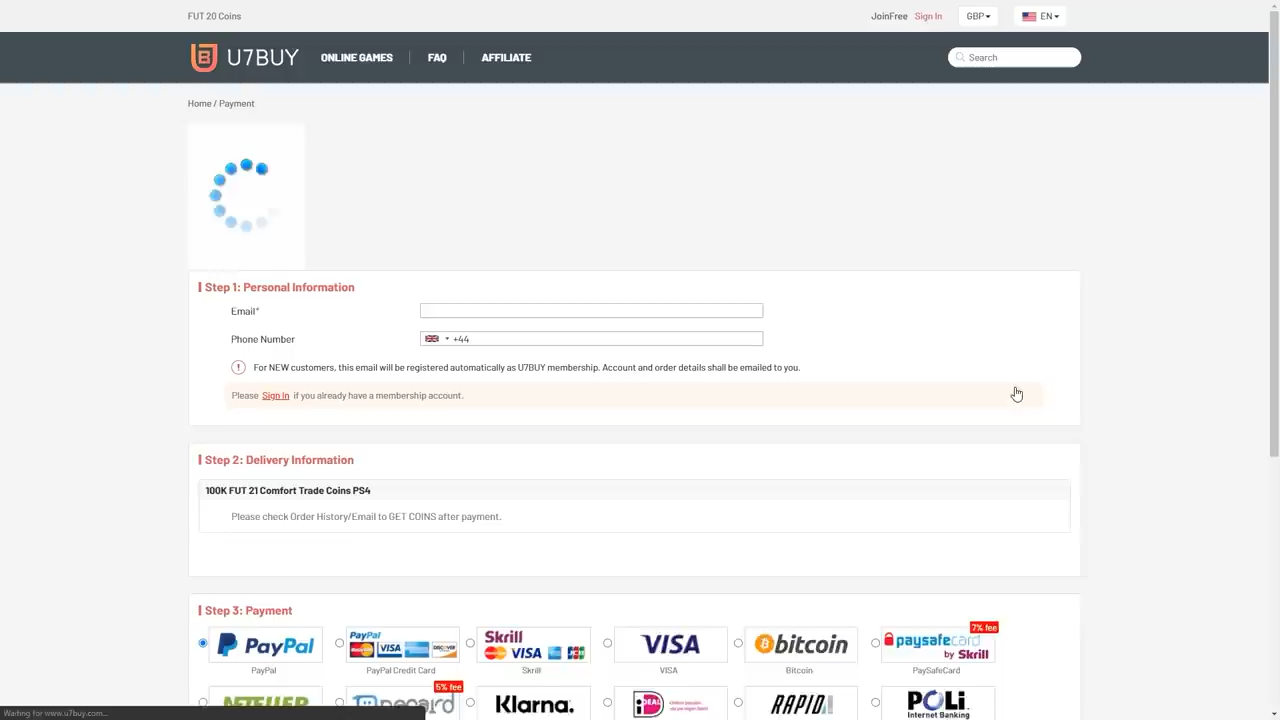 FUT 20 Coins
JoinFree Sign In GBP EN
U7BUY ONLINE GAMES FAQ AFFILIATE Search
Home / Payment
Step 1: Personal Information
Email*
Phone Number +44
For NEW customers, this email will be registered automatically as U7BUY membership. Account and order details shall be emailed to you.
Please Sign In if you already have a membership account.
Step 2: Delivery Information
100K FUT 21 Comfort Trade Coins PS4
Please check Order History/Email to GET COINS after payment.
Step 3: Payment
7% fee
PayPal PayPal VISA DISCOVER Skrill VISA JCB VISA bitcoin paysafecard by Skrill
PayPal PayPal Credit Card Skrill VISA Bitcoin PaySafeCard
5% fee
NETELLER Klarna. iDEAL RAPID! POLi Internet Banking
Waiting for www.u7buy.com...